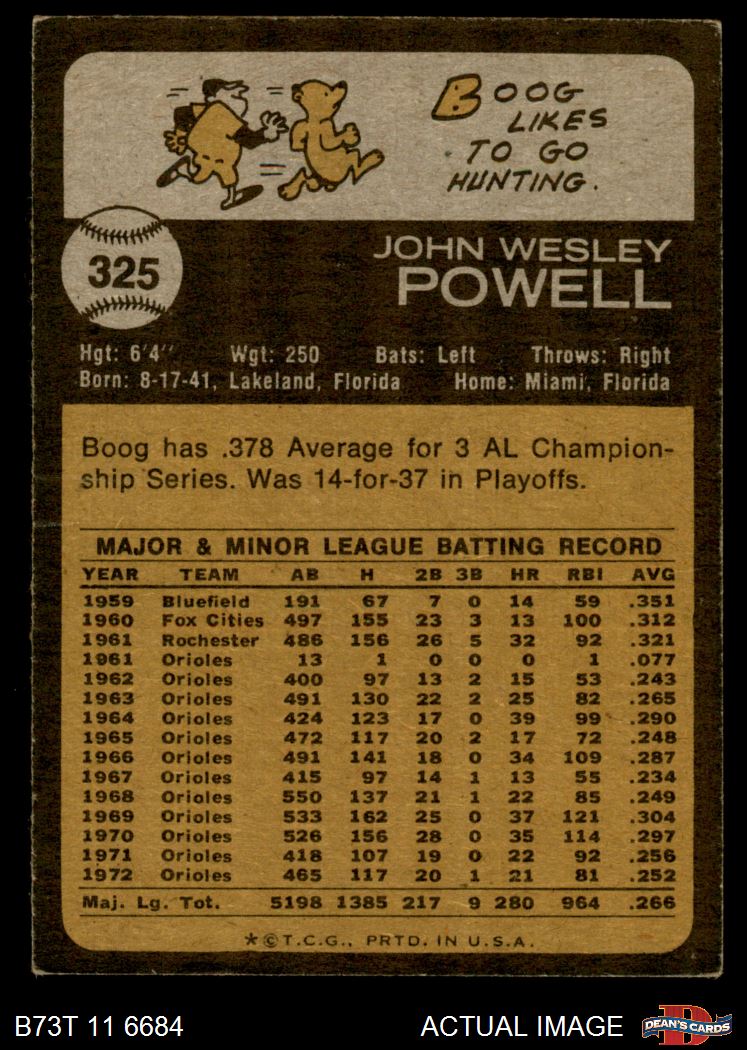 BOOG
LIKES
TO GO
HUNTING.
325
JOHN WESLEY
POWELL
Hgt: 6'4" Wgt: 250 Bats: Left Throws: Right
Born: 8-17-41, Lakeland, Florida Home: Miami, Florida
Boog has .378 Average for 3 AL Champion-
ship Series. Was 14-for-37 in Playoffs.
MAJOR & MINOR LEAGUE BATTING RECORD
YEAR TEAM AB H 2B 3B HR RBI AVG
1959 Bluefield 191 67 7 0 14 59 .351
1960 Fox Cities 497 155 23 3 13 100 .312
1961 Rochester 486 156 26 5 32 92 .321
1961 Orioles 13 1 0 0 0 1 .077
1962 Orioles 400 97 13 2 15 53 .243
1963 Orioles 491 130 22 2 25 82 .265
1964 Orioles 424 123 17 0 39 99 .290
1965 Orioles 472 117 20 2 17 72 .248
1966 Orioles 491 141 18 0 34 109 .287
1967 Orioles 415 97 14 1 13 55 .234
1968 Orioles 550 137 21 1 22 85 .249
1969 Orioles 533 162 25 0 37 121 .304
1970 Orioles 526 156 28 0 35 114 .297
1971 Orioles 418 107 19 0 22 92 .256
1972 Orioles 465 117 20 1 21 81 .252
Maj. Lg. Tot. 5198 1385 217 9 280 964 .266
*©T.C.G., PRTD. IN U.S.A.
B73T 11 6684 ACTUAL IMAGE DEAN'S CARDS